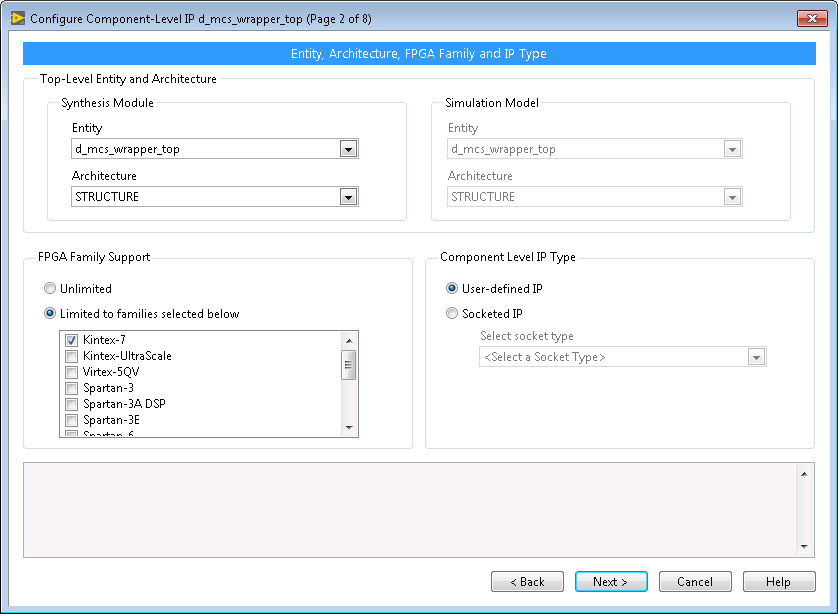 Configure Component-Level IP d_mcs_wrapper_top (Page 2 of 8)
Entity, Architecture, FPGA Family and IP Type
Top-Level Entity and Architecture
Synthesis Module
Entity
d_mcs_wrapper_top
Architecture
STRUCTURE
Simulation Model
Entity
d_mcs_wrapper_top
Architecture
STRUCTURE
FPGA Family Support
Unlimited
Limited to families selected below
Kintex-7
Kintex-UltraScale
Virtex-5QV
Spartan-3
Spartan-3A DSP
Spartan-3E
Spartan-6
Component Level IP Type
User-defined IP
Socketed IP
Select socket type
<Select a Socket Type>
< Back
Next >
Cancel
Help